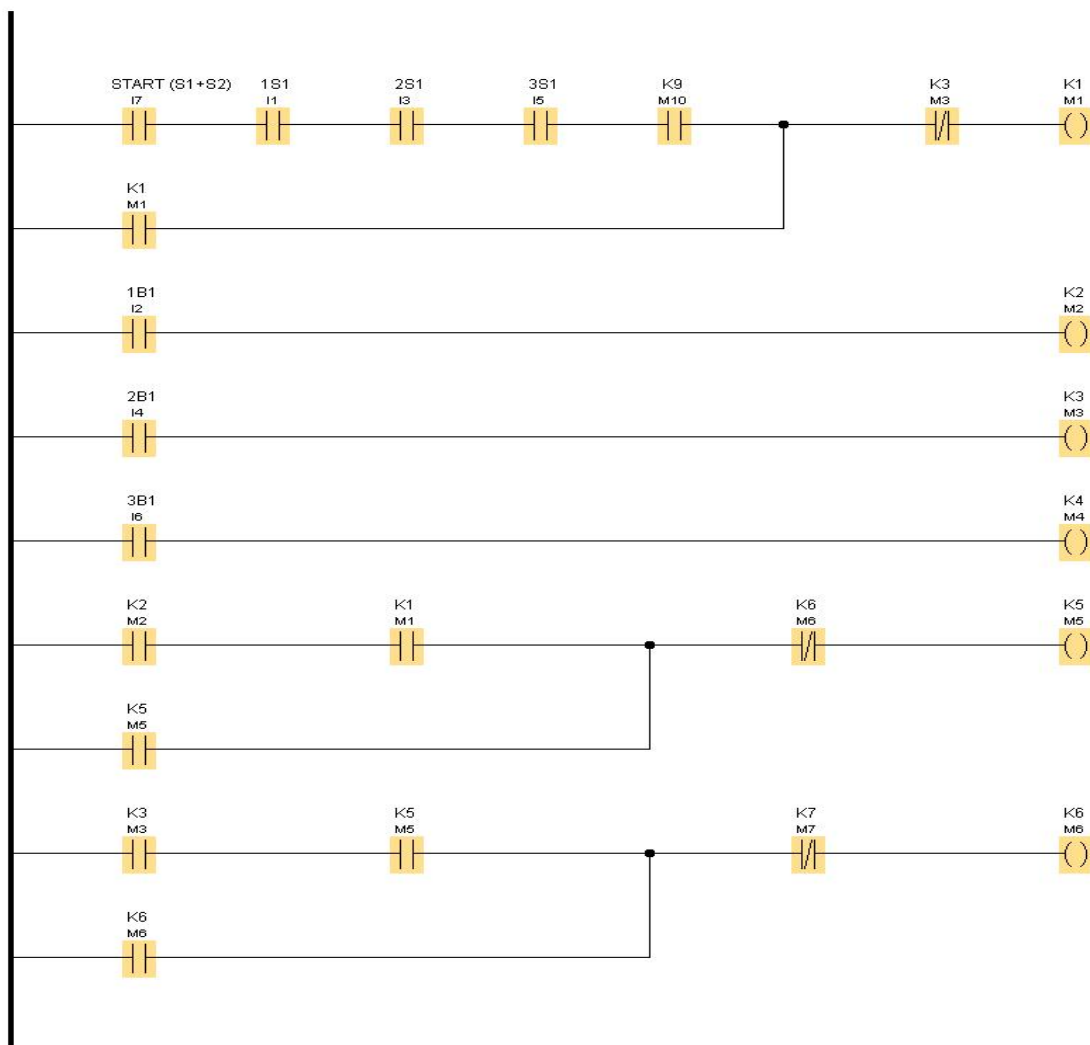 START (S1+S2) 1S1 2S1 3S1 K9 K3 K1
I7 I1 I3 I5 M10 M3 M1
K1
M1
1B1 K2
I2 M2
2B1 K3
I4 M3
3B1 K4
I6 M4
K2 K1 K6 K5
M2 M1 M6 M5
K5
M5
K3 K5 K7 K6
M3 M5 M7 M6
K6
M6